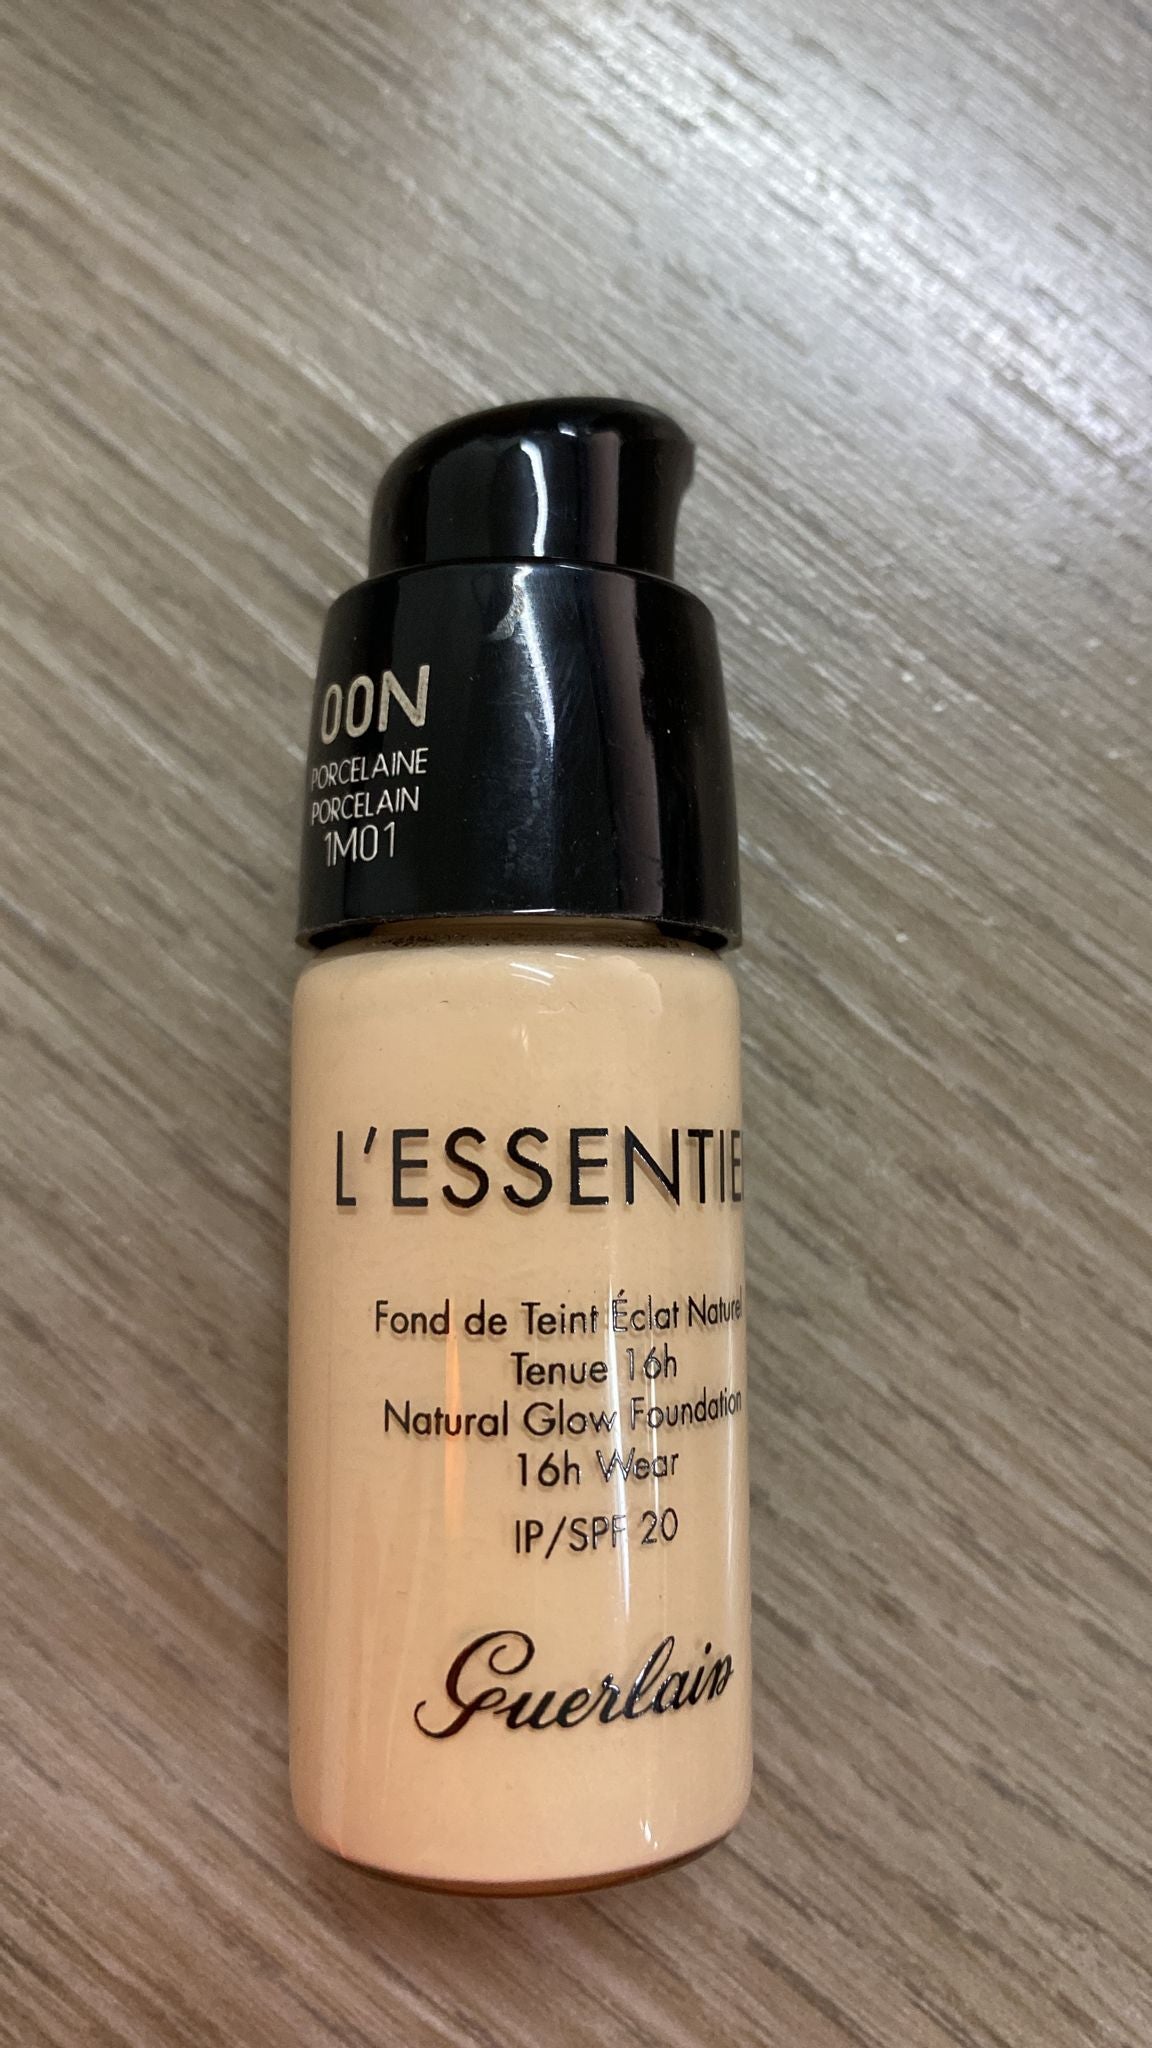 00N
PORCELAINE
PORCELAIN
1M01
L'ESSENTIEL
Fond de Teint Éclat Naturel
Tenue 16h
Natural Glow Foundation
16h Wear
IP/SPF 20
Guerlain